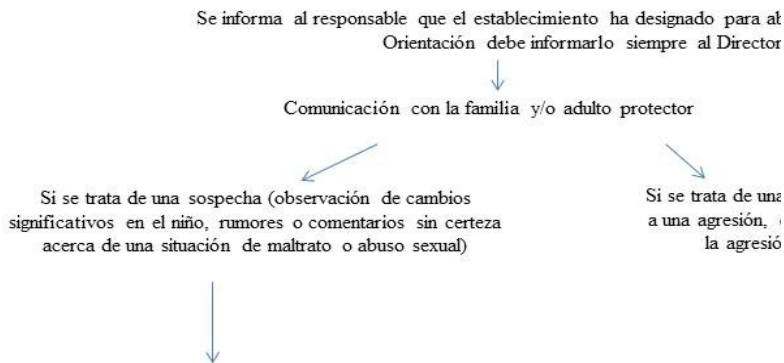 Se informa al responsable que el establecimiento ha designado para
Orientación debe informarlo siempre al Director
Comunicación con la familia y/o adulto protector
Si se trata de una sospecha (observación de cambios
significativos en el niño, rumores o comentarios sin certeza
acerca de una situación de maltrato o abuso sexual)
Si se trata de una
a una agresión,
la